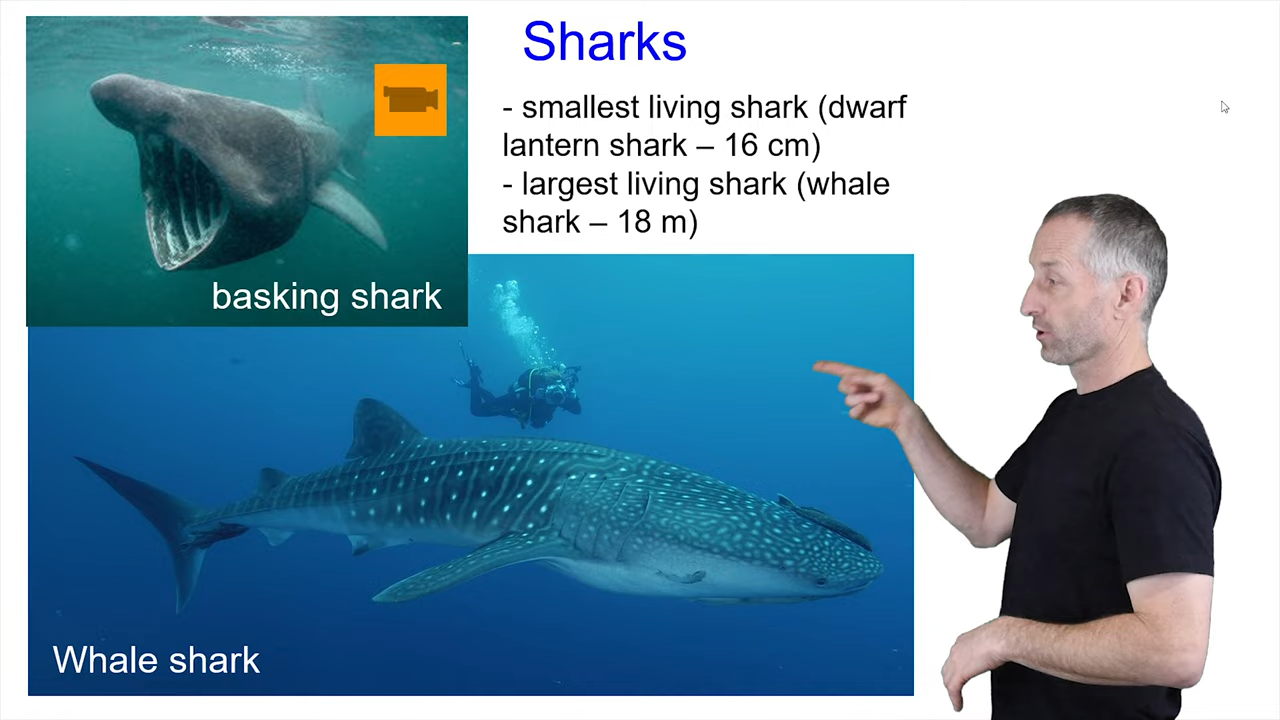 Sharks
- smallest living shark (dwarf
lantern shark – 16 cm)
- largest living shark (whale
shark – 18 m)
basking shark
Whale shark